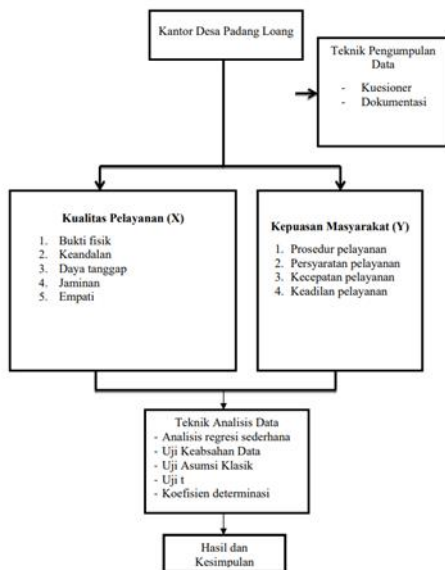 Kantor Desa Padang Loang
Teknik Pengumpulan
Data
- Kuesioner
- Dokumentasi
Kualitas Pelayanan (X)
1. Bukti fisik
2. Keandalan
3. Daya tanggap
4. Jaminan
5. Empati
Kepuasan Masyarakat (Y)
1. Prosedur pelayanan
2. Persyaratan pelayanan
3. Kecepatan pelayanan
4. Keadilan pelayanan
Teknik Analisis Data
- Analisis regresi sederhana
- Uji Keabsahan Data
- Uji Asumsi Klasik
- Uji t
- Koefisien determinasi
Hasil dan
Kesimpulan